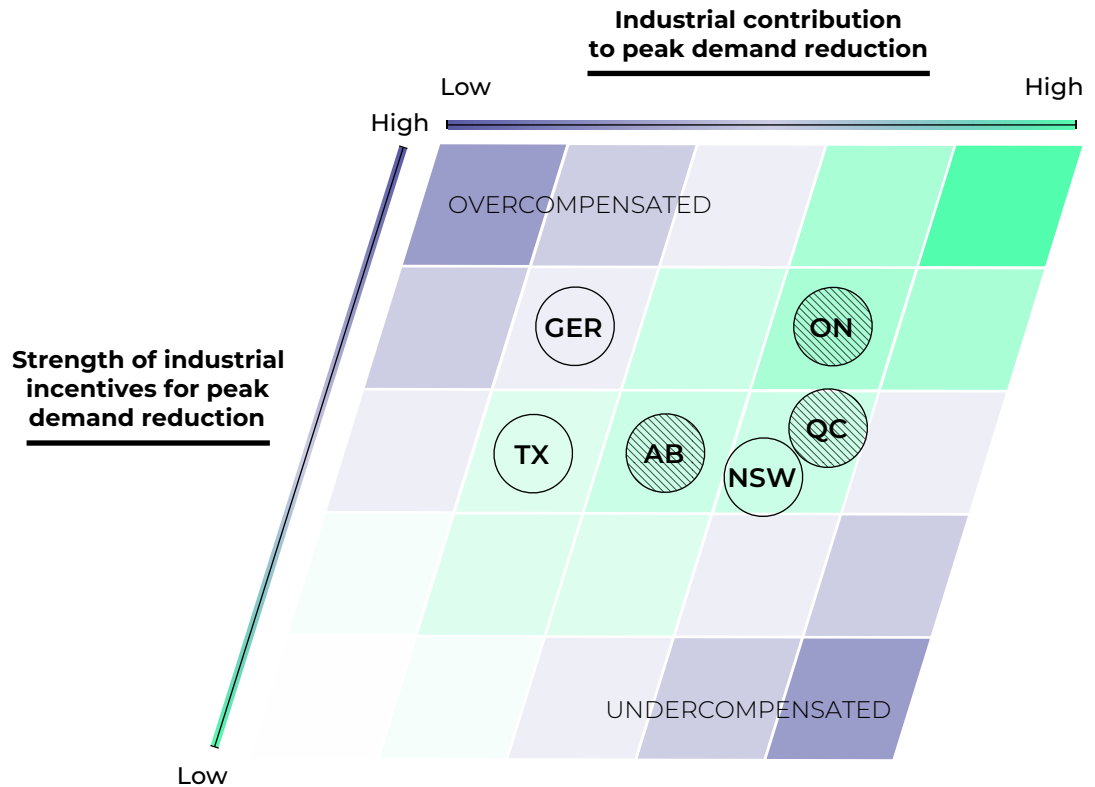 Industrial contribution
to peak demand reduction
Low
High
High
OVERCOMPENSATED
GER
ON
Strength of industrial
incentives for peak
demand reduction
TX
AB
QC
NSW
UNDERCOMPENSATED
Low